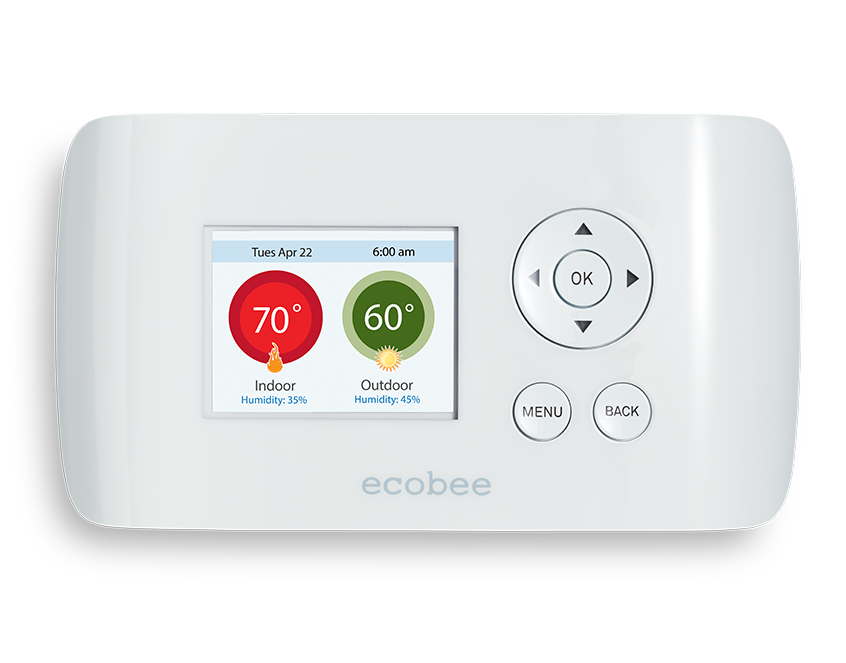 Tues Apr 22 6:00 am
70° 60°
Indoor Outdoor
Humidity: 35% Humidity: 45%
OK
MENU BACK
ecobee